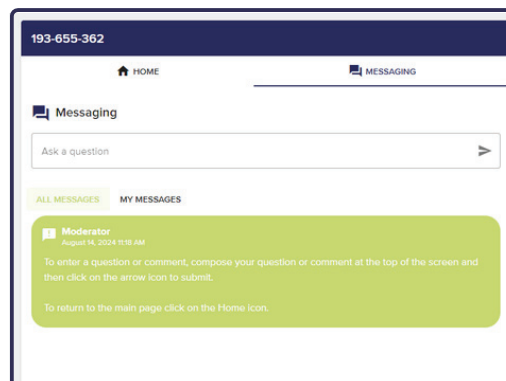 193-655-362
HOME
MESSAGING
Messaging
Ask a question
ALL MESSAGES
MY MESSAGES
Moderator
August 14, 2024 11:18 AM
To enter a question or comment, compose your question or comment at the top of the screen and
then click on the arrow icon to submit.
To return to the main page click on the Home icon.